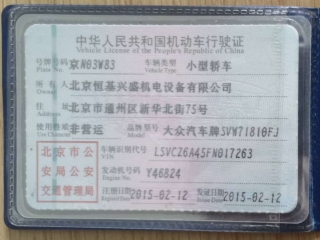 中华人民共和国机动车行驶证
Vehicle License of the People's Republic of China
号牌号码 京N03W83 车辆类型 小型轿车
Plate No. Vehicle Type
所有人 北京恒基兴盛机电设备有限公司
住址 北京市通州区新华北街75号
使用性质 非营运 品牌型号 大众汽车牌SVW71810FJ
北京市公安局公安交通管理局
车辆识别代号 LSVCZ6A45FN017263
VIN
发动机号码 Y46824
Engine No.
注册日期 2015-02-12 发证日期 2015-02-12